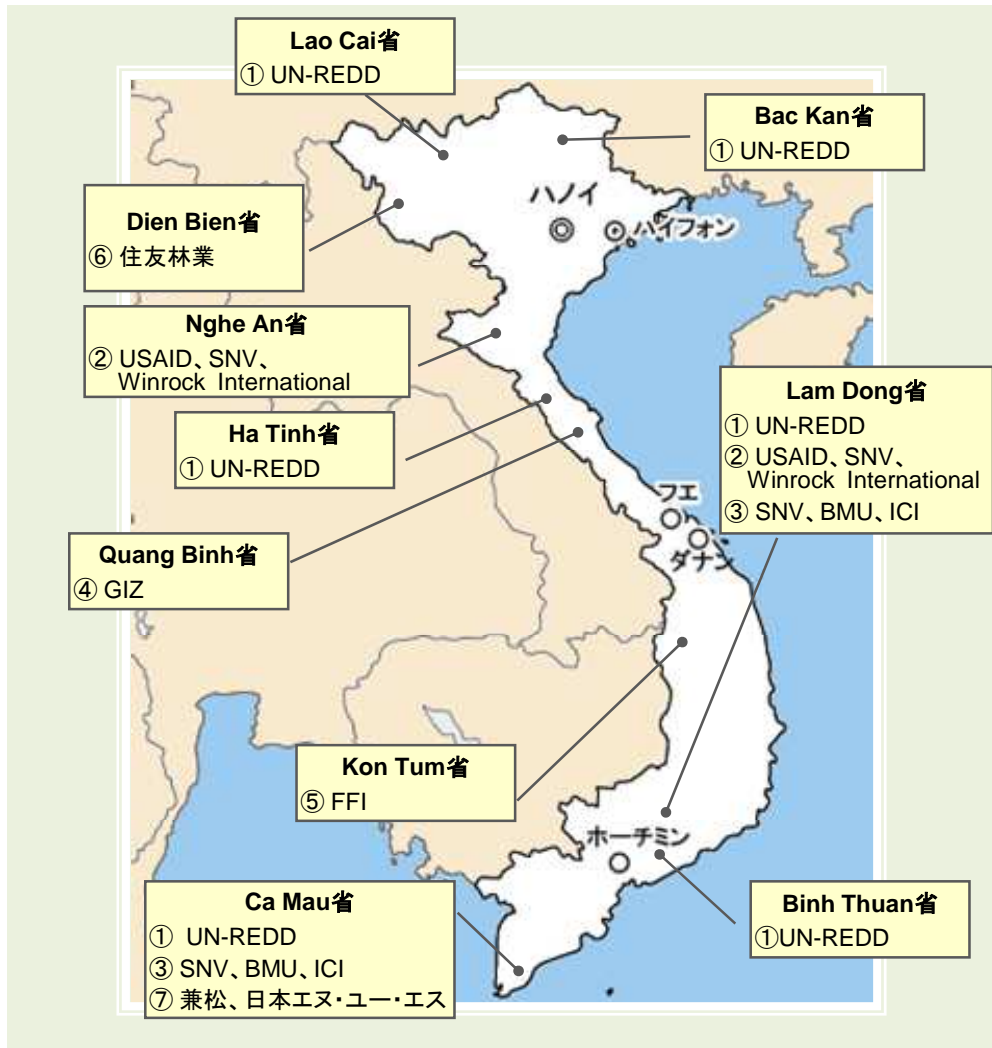 Lao Cai省
① UN-REDD
Bac Kan省
① UN-REDD
Dien Bien省
⑥ 住友林業
ハノイ
ハイフォン
Nghe An省
② USAID、SNV、
Winrock International
Ha Tinh省
① UN-REDD
Lam Dong省
① UN-REDD
② USAID、SNV、
Winrock International
③ SNV、BMU、ICI
フエ
ダナン
Quang Binh省
④ GIZ
Kon Tum省
⑤ FFI
ホーチミン
Ca Mau省
① UN-REDD
③ SNV、BMU、ICI
⑦ 兼松、日本エヌ・ユー・エス
Binh Thuan省
①UN-REDD